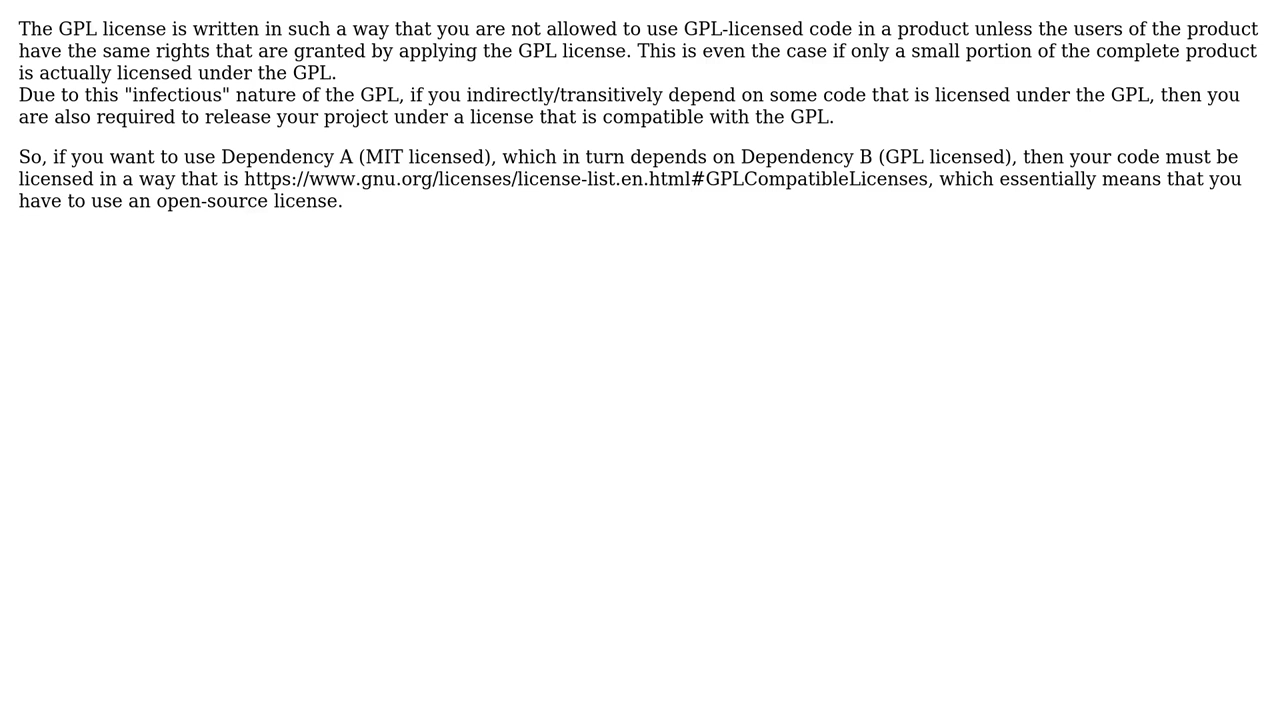 The GPL license is written in such a way that you are not allowed to use GPL-licensed code in a product unless the users of the product
have the same rights that are granted by applying the GPL license. This is even the case if only a small portion of the complete product
is actually licensed under the GPL.
Due to this "infectious" nature of the GPL, if you indirectly/transitively depend on some code that is licensed under the GPL, then you
are also required to release your project under a license that is compatible with the GPL.
So, if you want to use Dependency A (MIT licensed), which in turn depends on Dependency B (GPL licensed), then your code must be
licensed in a way that is https://www.gnu.org/licenses/license-list.en.html#GPLCompatibleLicenses, which essentially means that you
have to use an open-source license.